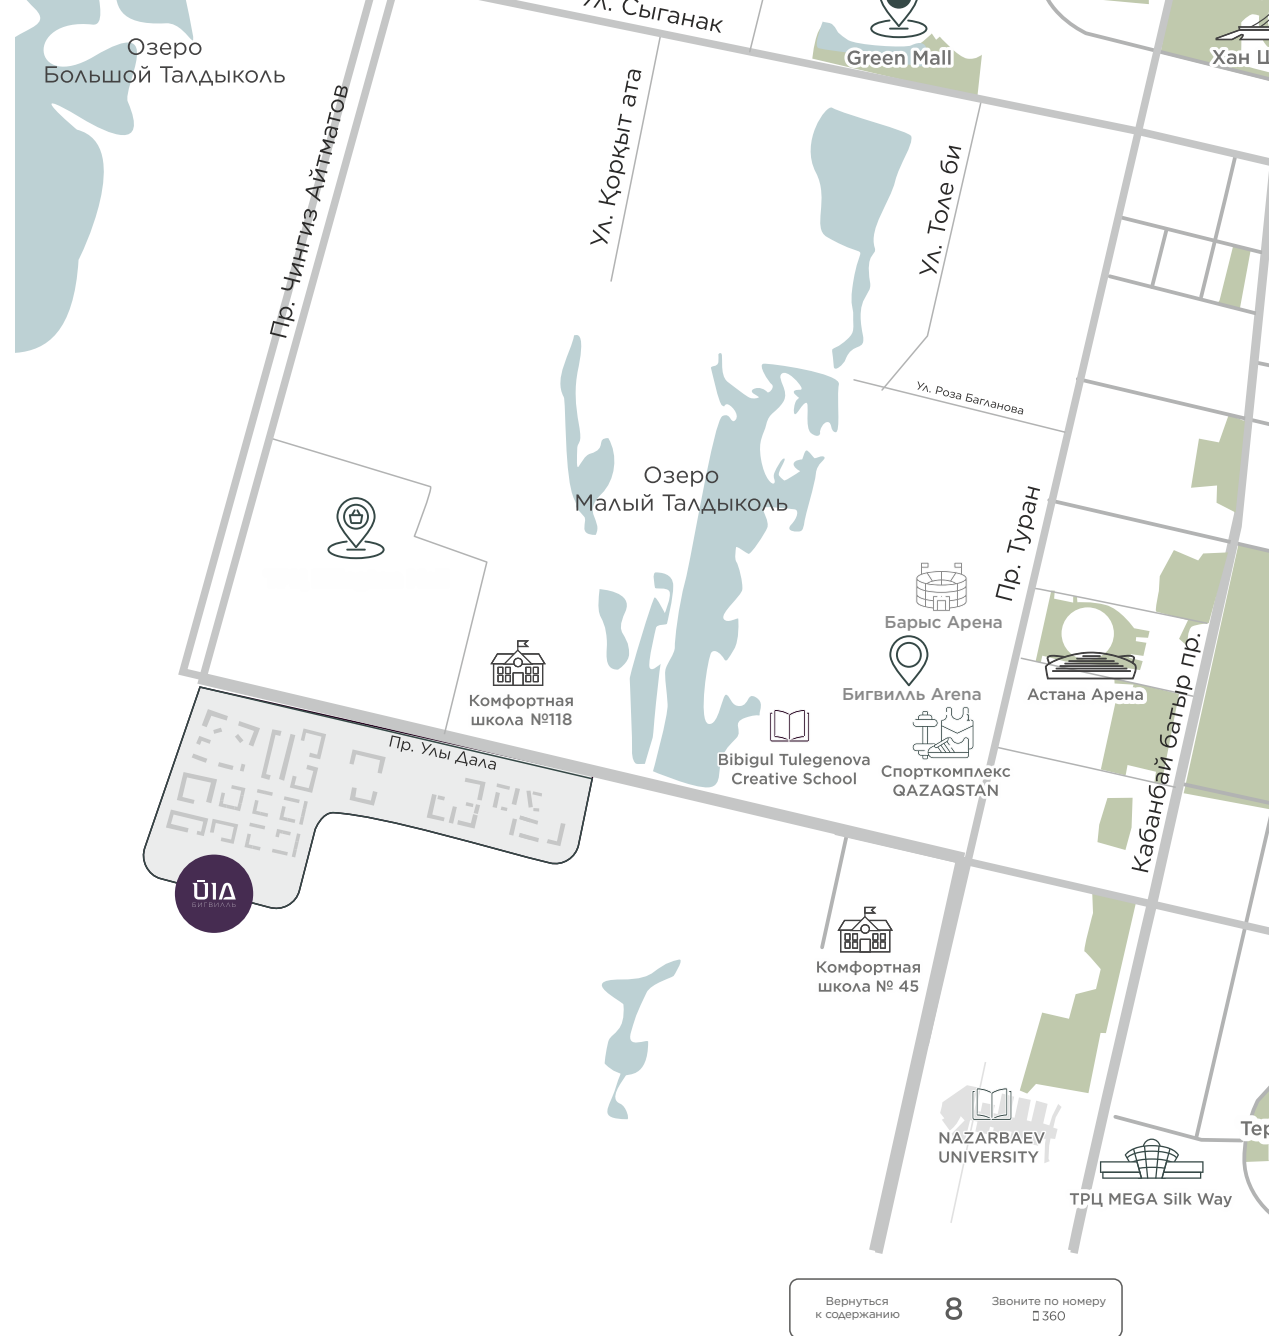 ул. Сыганак
Озеро
Большой Талдыколь
Green Mall
Пр. Чингиз Айтматов
Ул. Қорқыт ата
Ул. Толе би
Ул. Роза Багланова
Озеро
Малый Талдыколь
Пр. Туран
Барыс Арена
Бигвилль Arena
Астана Арена
Кабанбай батыр пр.
Комфортная
школа №118
Пр. Улы Дала
Bibigul Tulegenova
Creative School
Спорткомплекс
QAZAQSTAN
БИГВИЛЛЬ
Комфортная
школа № 45
NAZARBAEV
UNIVERSITY
ТРЦ MEGA Silk Way
Вернуться
к содержанию
8
Звоните по номеру
360